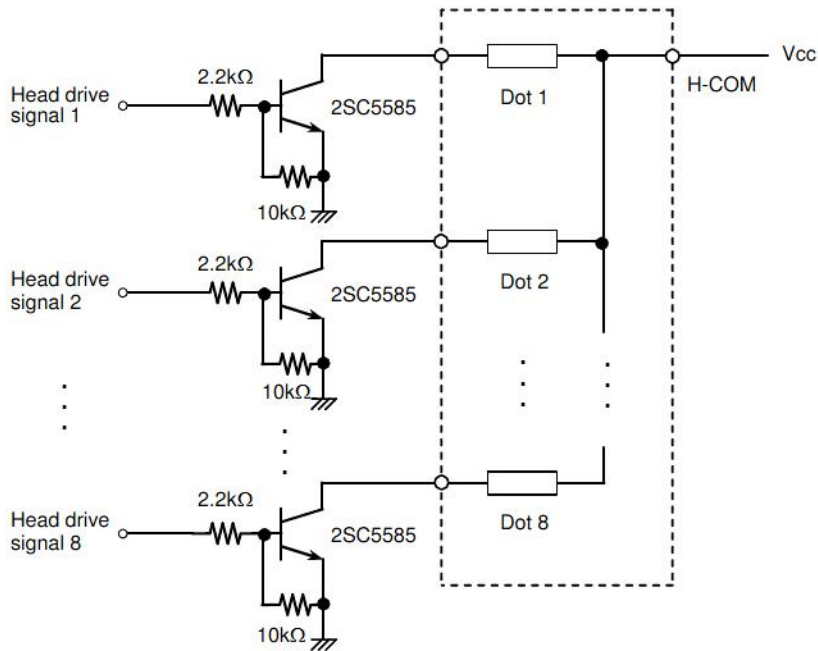 Vcc
H-COM
2.2kΩ
Head drive
signal 1
2SC5585
Dot 1
10kΩ
2.2kΩ
Head drive
signal 2
2SC5585
Dot 2
10kΩ
2.2kΩ
Head drive
signal 8
2SC5585
Dot 8
10kΩ